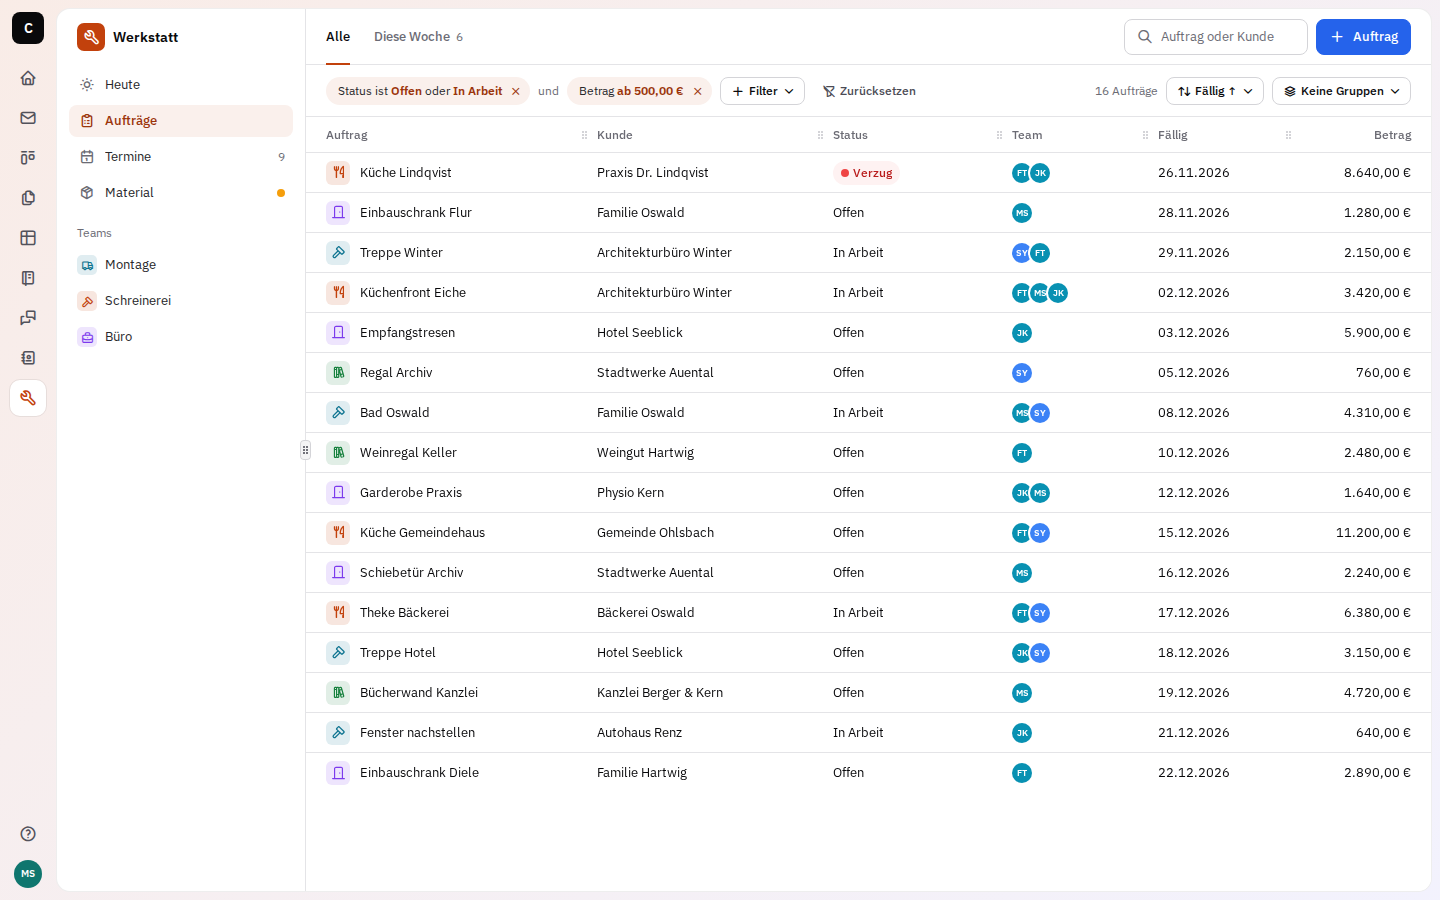 C
Werkstatt
Heute
Aufträge
Termine 9
Material
Teams
Montage
Schreinerei
Büro
MS
Alle Diese Woche 6 Auftrag oder Kunde Auftrag
Status ist Offen oder In Arbeit und Betrag ab 500,00 € Filter Zurücksetzen 16 Aufträge Fällig ↑ Keine Gruppen
Auftrag Kunde Status Team Fällig Betrag
Küche Lindqvist Praxis Dr. Lindqvist Verzug FT JK 26.11.2026 8.640,00 €
Einbauschrank Flur Familie Oswald Offen MS 28.11.2026 1.280,00 €
Treppe Winter Architekturbüro Winter In Arbeit SY FT 29.11.2026 2.150,00 €
Küchenfront Eiche Architekturbüro Winter In Arbeit FT MS JK 02.12.2026 3.420,00 €
Empfangstresen Hotel Seeblick Offen JK 03.12.2026 5.900,00 €
Regal Archiv Stadtwerke Auental Offen SY 05.12.2026 760,00 €
Bad Oswald Familie Oswald In Arbeit MS SY 08.12.2026 4.310,00 €
Weinregal Keller Weingut Hartwig Offen FT 10.12.2026 2.480,00 €
Garderobe Praxis Physio Kern Offen JK MS 12.12.2026 1.640,00 €
Küche Gemeindehaus Gemeinde Ohlsbach Offen FT SY 15.12.2026 11.200,00 €
Schiebetür Archiv Stadtwerke Auental Offen MS 16.12.2026 2.240,00 €
Theke Bäckerei Bäckerei Oswald In Arbeit FT SY 17.12.2026 6.380,00 €
Treppe Hotel Hotel Seeblick Offen JK SY 18.12.2026 3.150,00 €
Bücherwand Kanzlei Kanzlei Berger & Kern Offen MS 19.12.2026 4.720,00 €
Fenster nachstellen Autohaus Renz In Arbeit JK 21.12.2026 640,00 €
Einbauschrank Diele Familie Hartwig Offen FT 22.12.2026 2.890,00 €